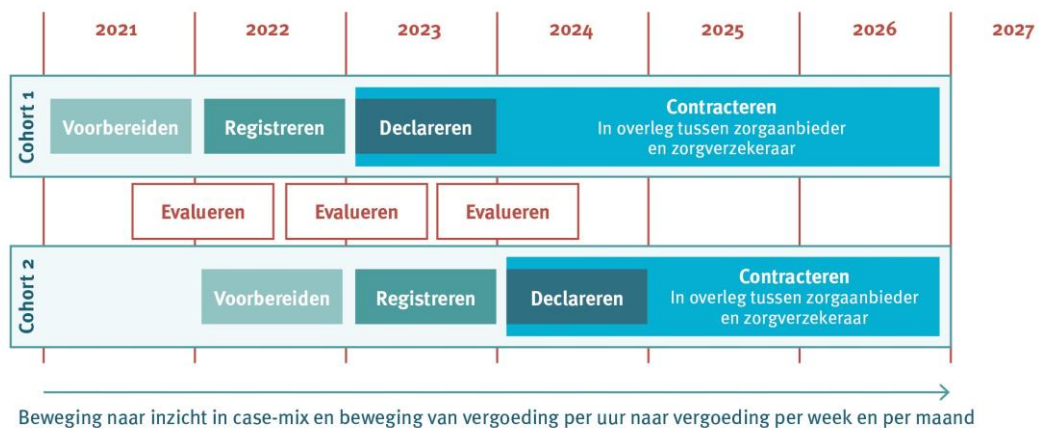 2021 2022 2023 2024 2025 2026 2027
Cohort 1
Voorbereiden
Registreren
Declareren
Contracteren
In overleg tussen zorgaanbieder
en zorgverzekeraar
Evalueren
Evalueren
Evalueren
Cohort 2
Voorbereiden
Registreren
Declareren
Contracteren
In overleg tussen zorgaanbieder
en zorgverzekeraar
Beweging naar inzicht in case-mix en beweging van vergoeding per uur naar vergoeding per week en per maand